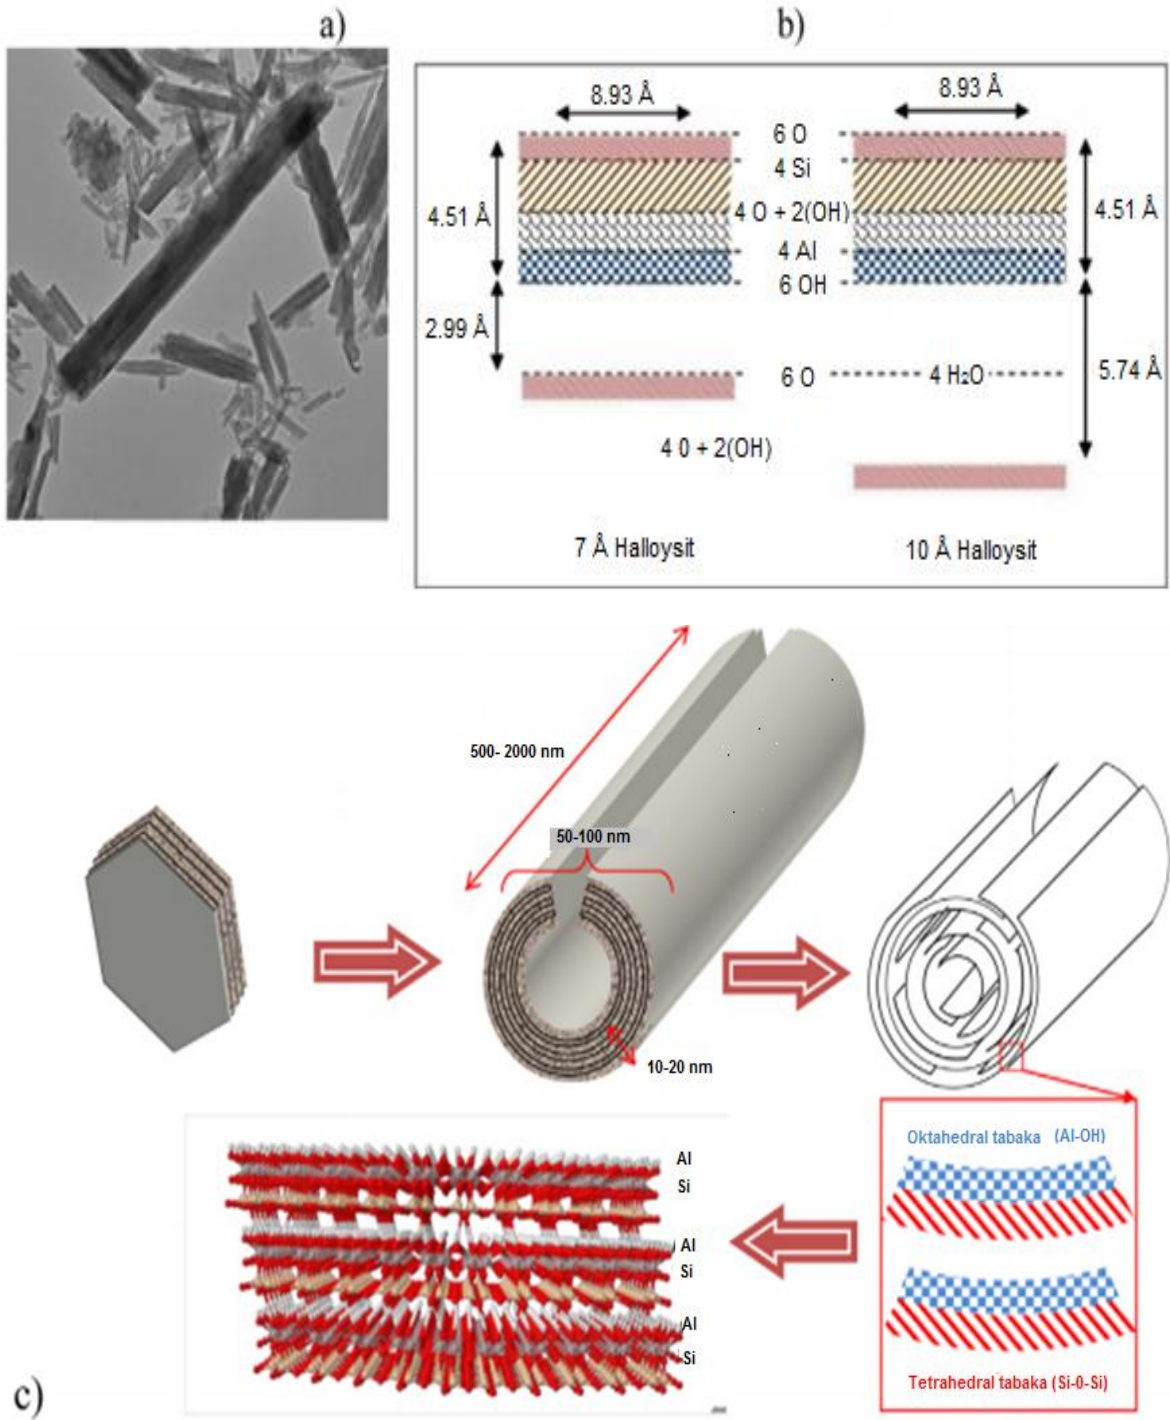 a)
b)
8.93 Å
8.93 Å
6 O
4 Si
4.51 Å
4 O + 2(OH)
4.51 Å
4 Al
6 OH
2.99 Å
6 O
4 H₂O
5.74 Å
4 0 + 2(OH)
7 Å Halloysit
10 Å Halloysit
500- 2000 nm
50-100 nm
10-20 nm
Oktahedral tabaka (Al-OH)
Al
Si
Al
Si
Al
Si
Tetrahedral tabaka (Si-0-Si)
c)